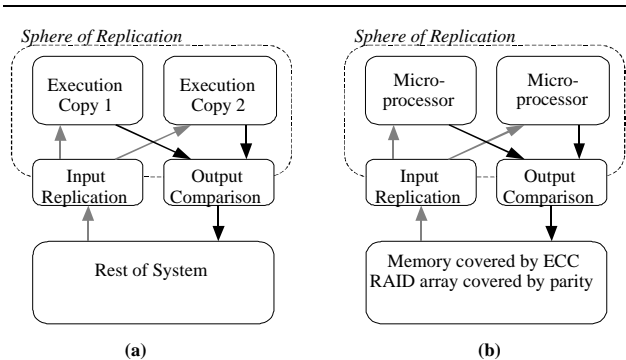 Sphere of Replication
Execution
Copy 1
Execution
Copy 2
Input
Replication
Output
Comparison
Rest of System
(a)
Sphere of Replication
Micro-
processor
Micro-
processor
Input
Replication
Output
Comparison
Memory covered by ECC
RAID array covered by parity
(b)